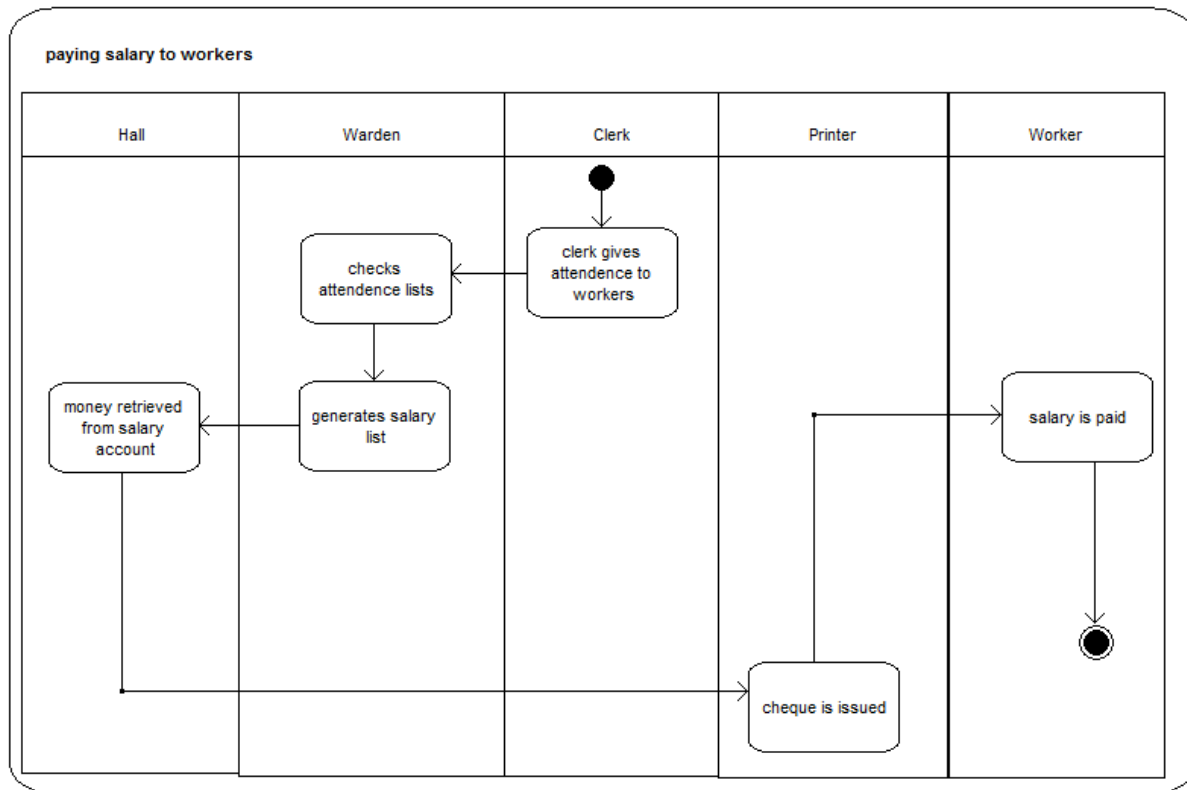 paying salary to workers
Hall
Warden
Clerk
Printer
Worker
clerk gives
attendence to
workers
checks
attendence lists
generates salary
list
money retrieved
from salary
account
cheque is issued
salary is paid